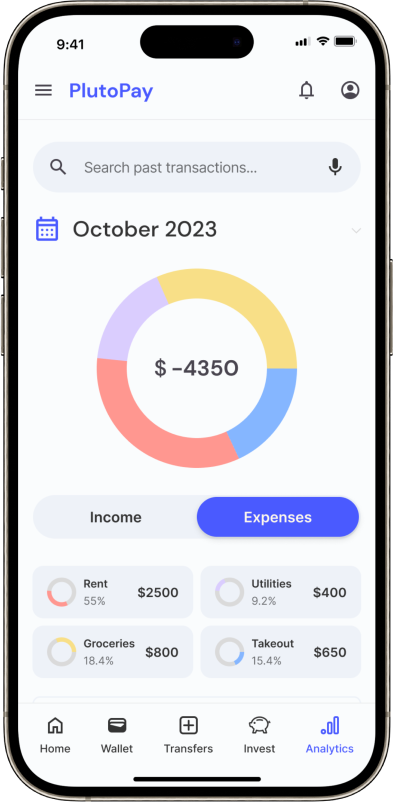 9:41
PlutoPay
Search past transactions...
October 2023
$ -4350
Income Expenses
Rent
55%
$2500
Utilities
9.2%
$400
Groceries
18.4%
$800
Takeout
15.4%
$650
Home Wallet Transfers Invest Analytics